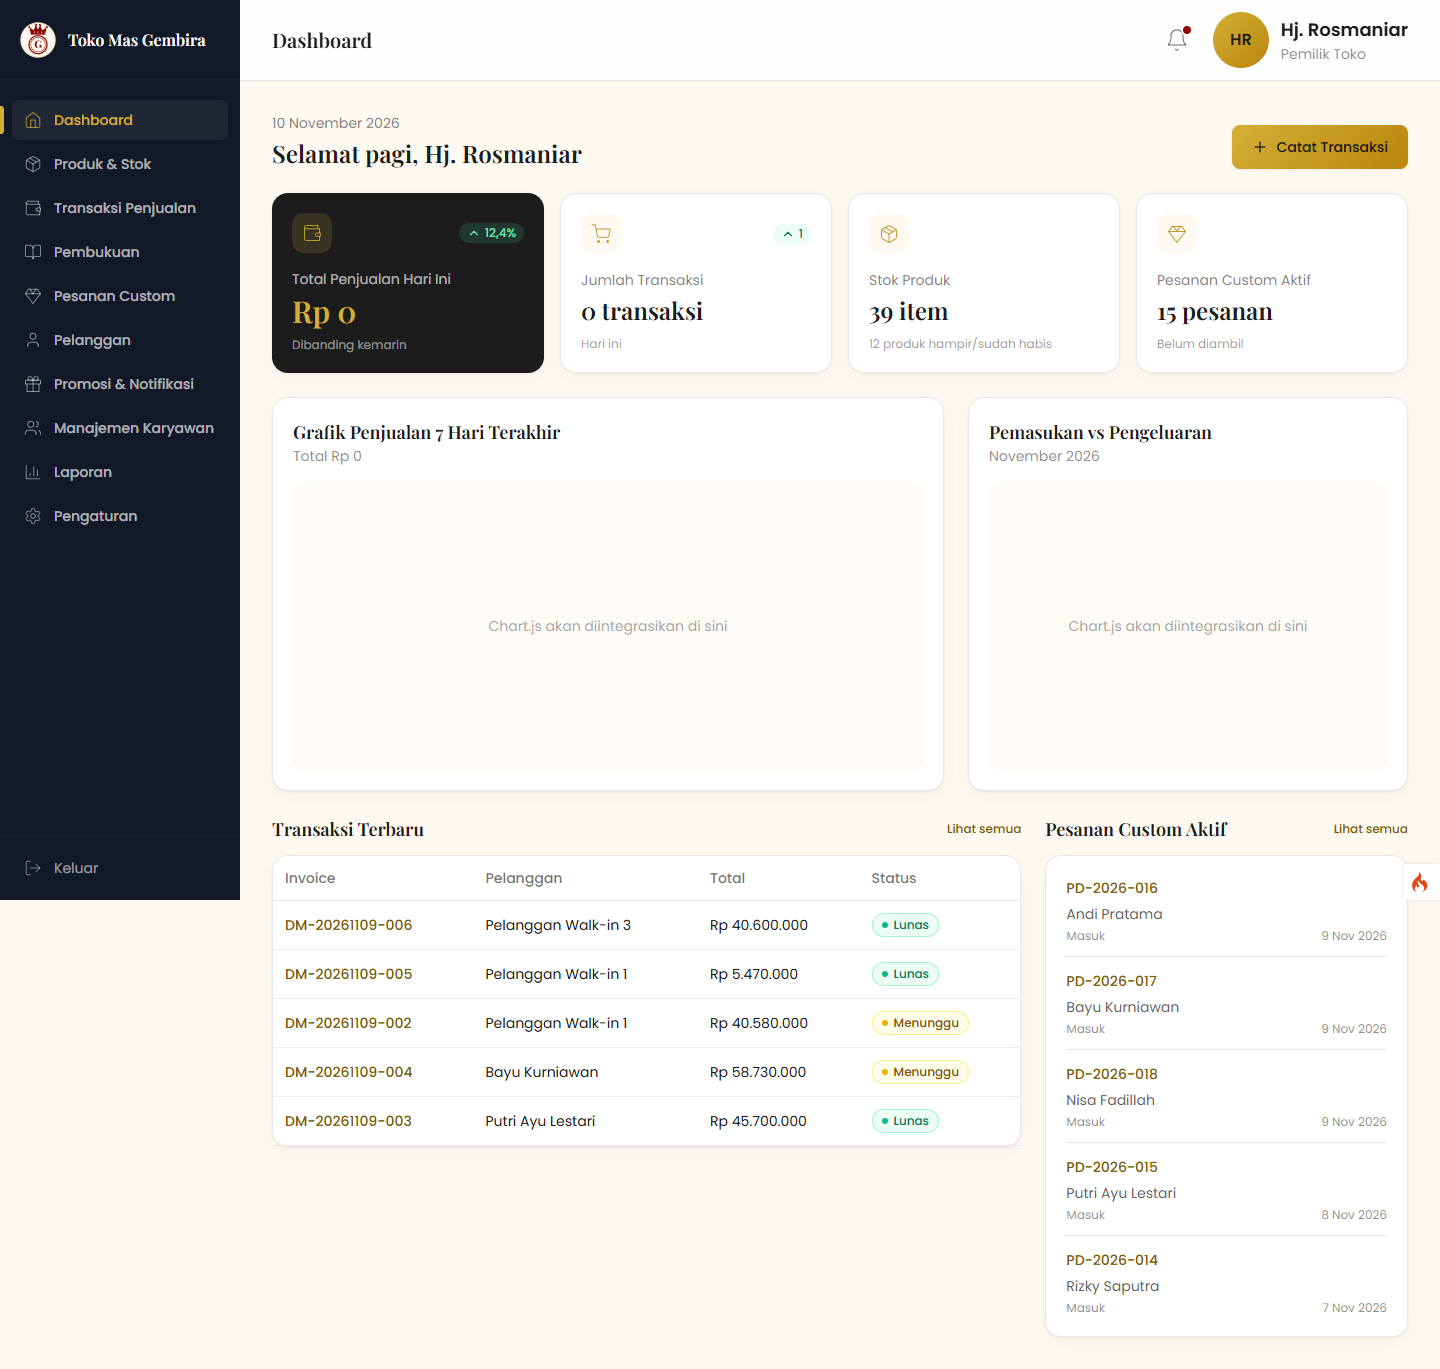 Toko Mas Gembira
Dashboard
Produk & Stok
Transaksi Penjualan
Pembukuan
Pesanan Custom
Pelanggan
Promosi & Notifikasi
Manajemen Karyawan
Laporan
Pengaturan
Keluar
Dashboard
HR
Hj. Rosmaniar
Pemilik Toko
10 November 2026
Selamat pagi, Hj. Rosmaniar
Catat Transaksi
12,4%
Total Penjualan Hari Ini
Rp 0
Dibanding kemarin
1
Jumlah Transaksi
0 transaksi
Hari ini
Stok Produk
39 item
12 produk hampir/sudah habis
Pesanan Custom Aktif
15 pesanan
Belum diambil
Grafik Penjualan 7 Hari Terakhir
Total Rp 0
Chart.js akan diintegrasikan di sini
Pemasukan vs Pengeluaran
November 2026
Chart.js akan diintegrasikan di sini
Transaksi Terbaru Lihat semua
Invoice Pelanggan Total Status
DM-20261109-006 Pelanggan Walk-in 3 Rp 40.600.000 Lunas
DM-20261109-005 Pelanggan Walk-in 1 Rp 5.470.000 Lunas
DM-20261109-002 Pelanggan Walk-in 1 Rp 40.580.000 Menunggu
DM-20261109-004 Bayu Kurniawan Rp 58.730.000 Menunggu
DM-20261109-003 Putri Ayu Lestari Rp 45.700.000 Lunas
Pesanan Custom Aktif Lihat semua
PD-2026-016
Andi Pratama
Masuk 9 Nov 2026
PD-2026-017
Bayu Kurniawan
Masuk 9 Nov 2026
PD-2026-018
Nisa Fadillah
Masuk 9 Nov 2026
PD-2026-015
Putri Ayu Lestari
Masuk 8 Nov 2026
PD-2026-014
Rizky Saputra
Masuk 7 Nov 2026